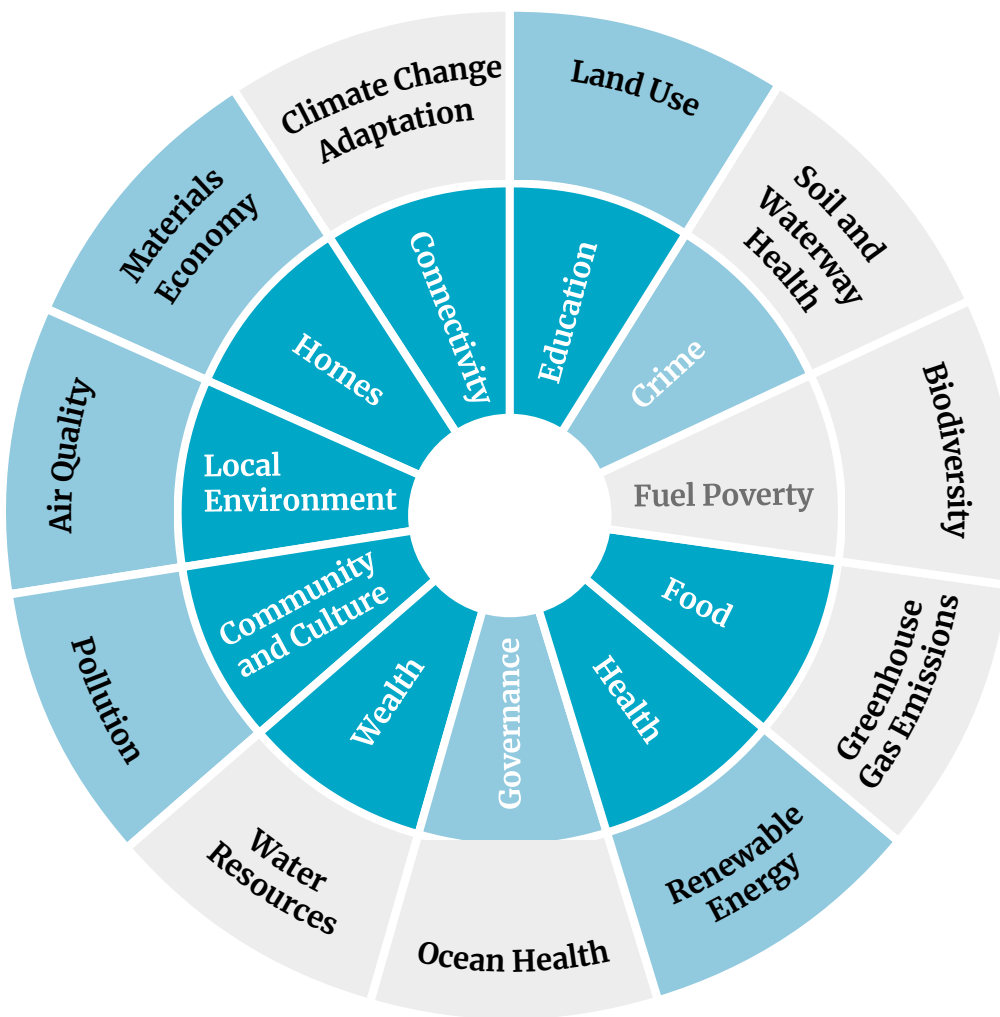 Land Use
Soil and
Waterway
Health
Biodiversity
Greenhouse
Gas Emissions
Renewable
Energy
Ocean Health
Water
Resources
Pollution
Air Quality
Materials
Economy
Climate Change
Adaptation
Education
Crime
Fuel Poverty
Food
Health
Governance
Wealth
Community
and Culture
Local
Environment
Homes
Connectivity